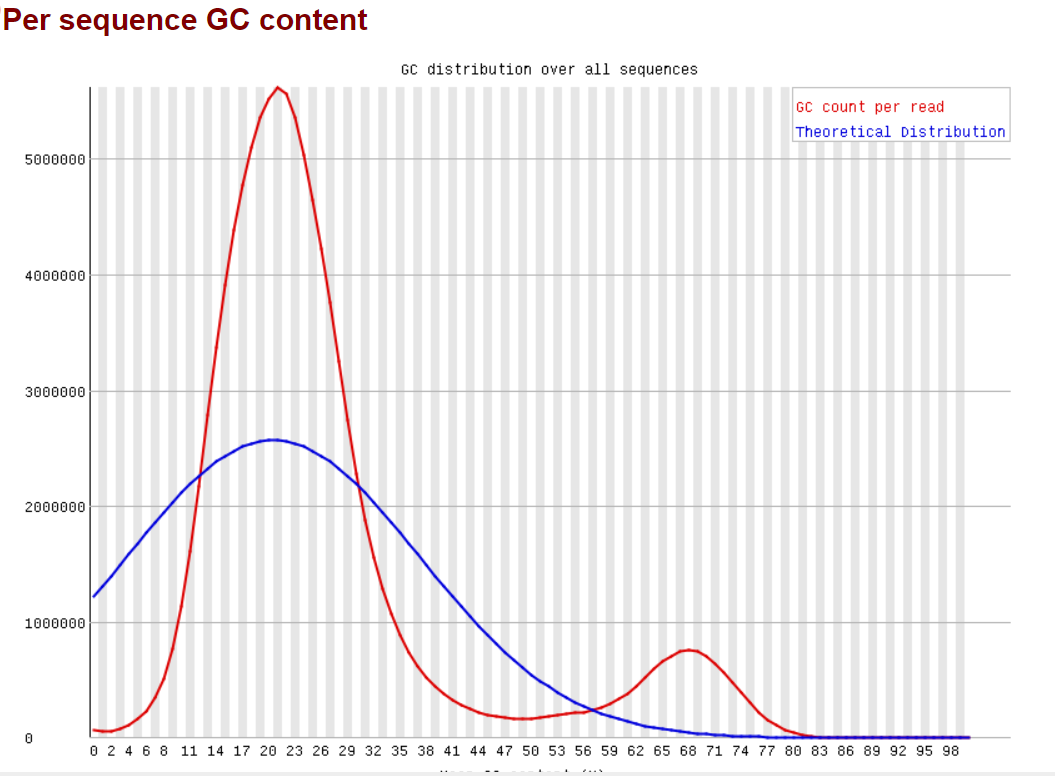 Per sequence GC content
GC distribution over all sequences
GC count per read
Theoretical Distribution
5000000
4000000
3000000
2000000
1000000
0
0 2 4 6 8 11 14 17 20 23 26 29 32 35 38 41 44 47 50 53 56 59 62 65 68 71 74 77 80 83 86 89 92 95 98